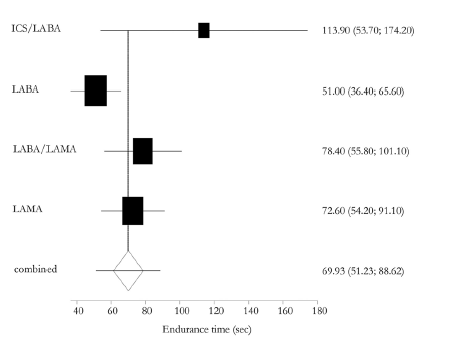 ICS/LABA 113.90 (53.70; 174.20)
LABA 51.00 (36.40; 65.60)
LABA/LAMA 78.40 (55.80; 101.10)
LAMA 72.60 (54.20; 91.10)
combined 69.93 (51.23; 88.62)
40 60 80 100 120 140 160 180
Endurance time (sec)